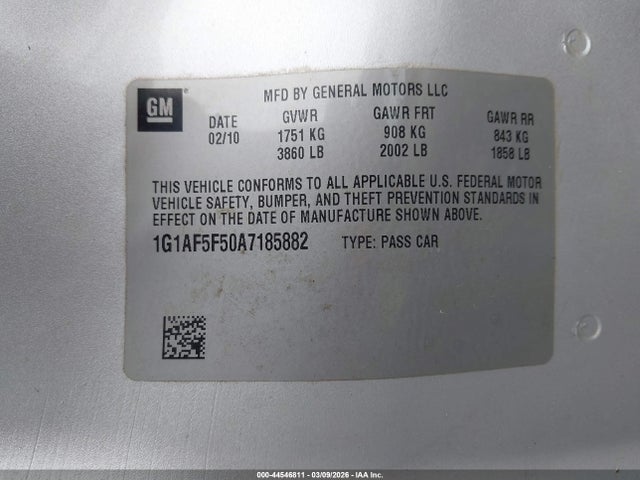 GM
MFD BY GENERAL MOTORS LLC
DATE GVWR GAWR FRT GAWR RR
02/10 1751 KG 908 KG 843 KG
3860 LB 2002 LB 1858 LB
THIS VEHICLE CONFORMS TO ALL APPLICABLE U.S. FEDERAL MOTOR
VEHICLE SAFETY, BUMPER, AND THEFT PREVENTION STANDARDS IN
EFFECT ON THE DATE OF MANUFACTURE SHOWN ABOVE.
1G1AF5F50A7185882 TYPE: PASS CAR
000-44546811 - 03/09/2026 - IAA Inc.